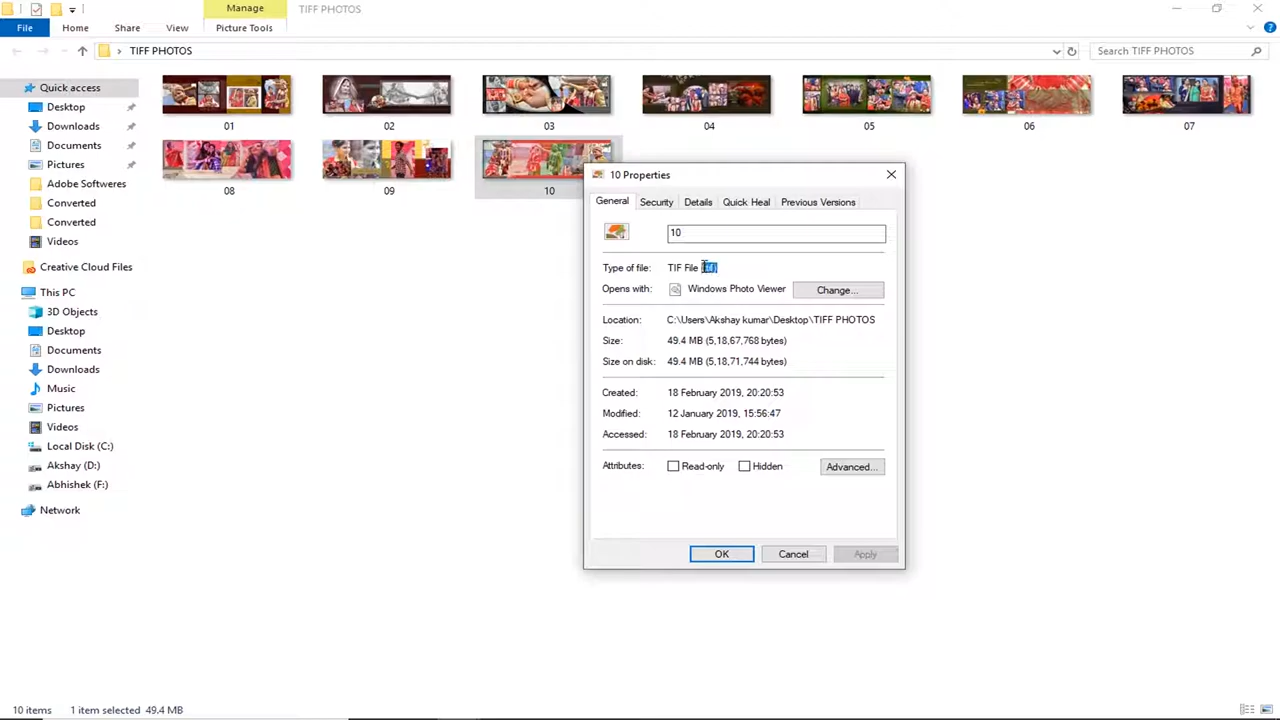 Manage
TIFF PHOTOS
File
Home
Share
View
Picture Tools
TIFF PHOTOS
Search TIFF PHOTOS
Quick access
Desktop
Downloads
Documents
Pictures
Adobe Softweres
Converted
Converted
Videos
Creative Cloud Files
This PC
3D Objects
Desktop
Documents
Downloads
Music
Pictures
Videos
Local Disk (C:)
Akshay (D:)
Abhishek (F:)
Network
01
02
03
04
05
06
07
08
09
10
10 Properties
General
Security
Details
Quick Heal
Previous Versions
10
Type of file: TIF File
Opens with: Windows Photo Viewer
Change...
Location: C:\Users\Akshay kumar\Desktop\TIFF PHOTOS
Size: 49.4 MB (5,18,67,768 bytes)
Size on disk: 49.4 MB (5,18,71,744 bytes)
Created: 18 February 2019, 20:20:53
Modified: 12 January 2019, 15:56:47
Accessed: 18 February 2019, 20:20:53
Attributes: Read-only Hidden
Advanced...
OK
Cancel
Apply
10 items 1 item selected 49.4 MB